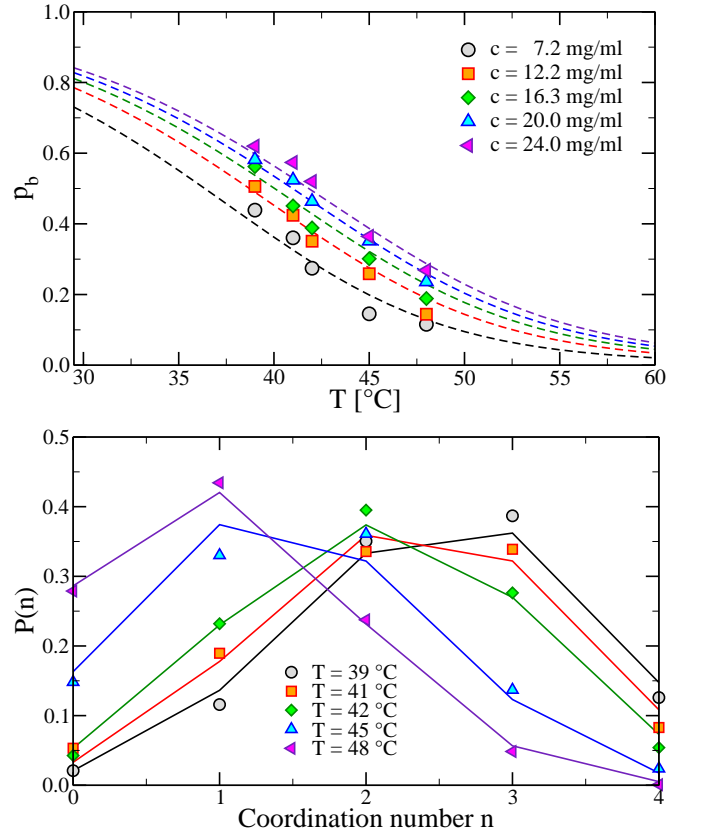 1.0
0.8
0.6
0.4
0.2
0.0
p_b
c = 7.2 mg/ml
c = 12.2 mg/ml
c = 16.3 mg/ml
c = 20.0 mg/ml
c = 24.0 mg/ml
30 35 40 45 50 55 60
T [°C]
0.5
0.4
0.3
0.2
0.1
0.0
P(n)
T = 39 °C
T = 41 °C
T = 42 °C
T = 45 °C
T = 48 °C
0 1 2 3 4
Coordination number n